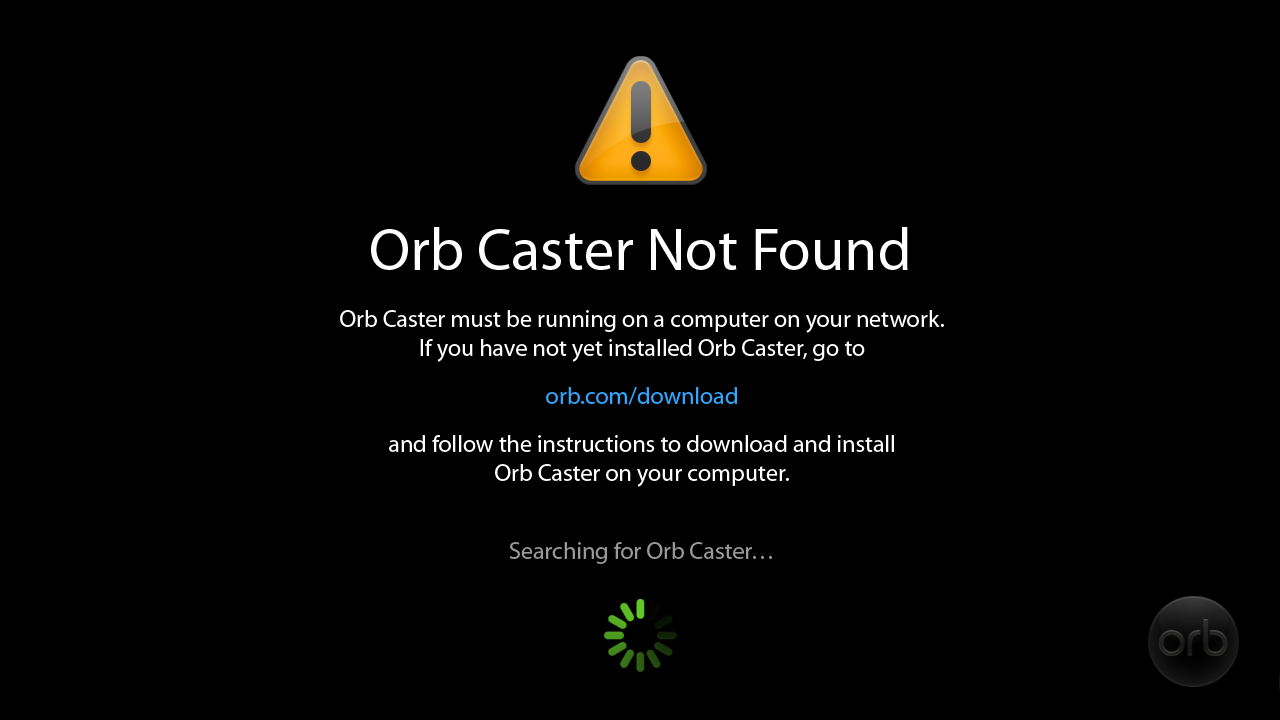 Orb Caster Not Found
Orb Caster must be running on a computer on your network.
If you have not yet installed Orb Caster, go to
orb.com/download
and follow the instructions to download and install
Orb Caster on your computer.
Searching for Orb Caster...
orb